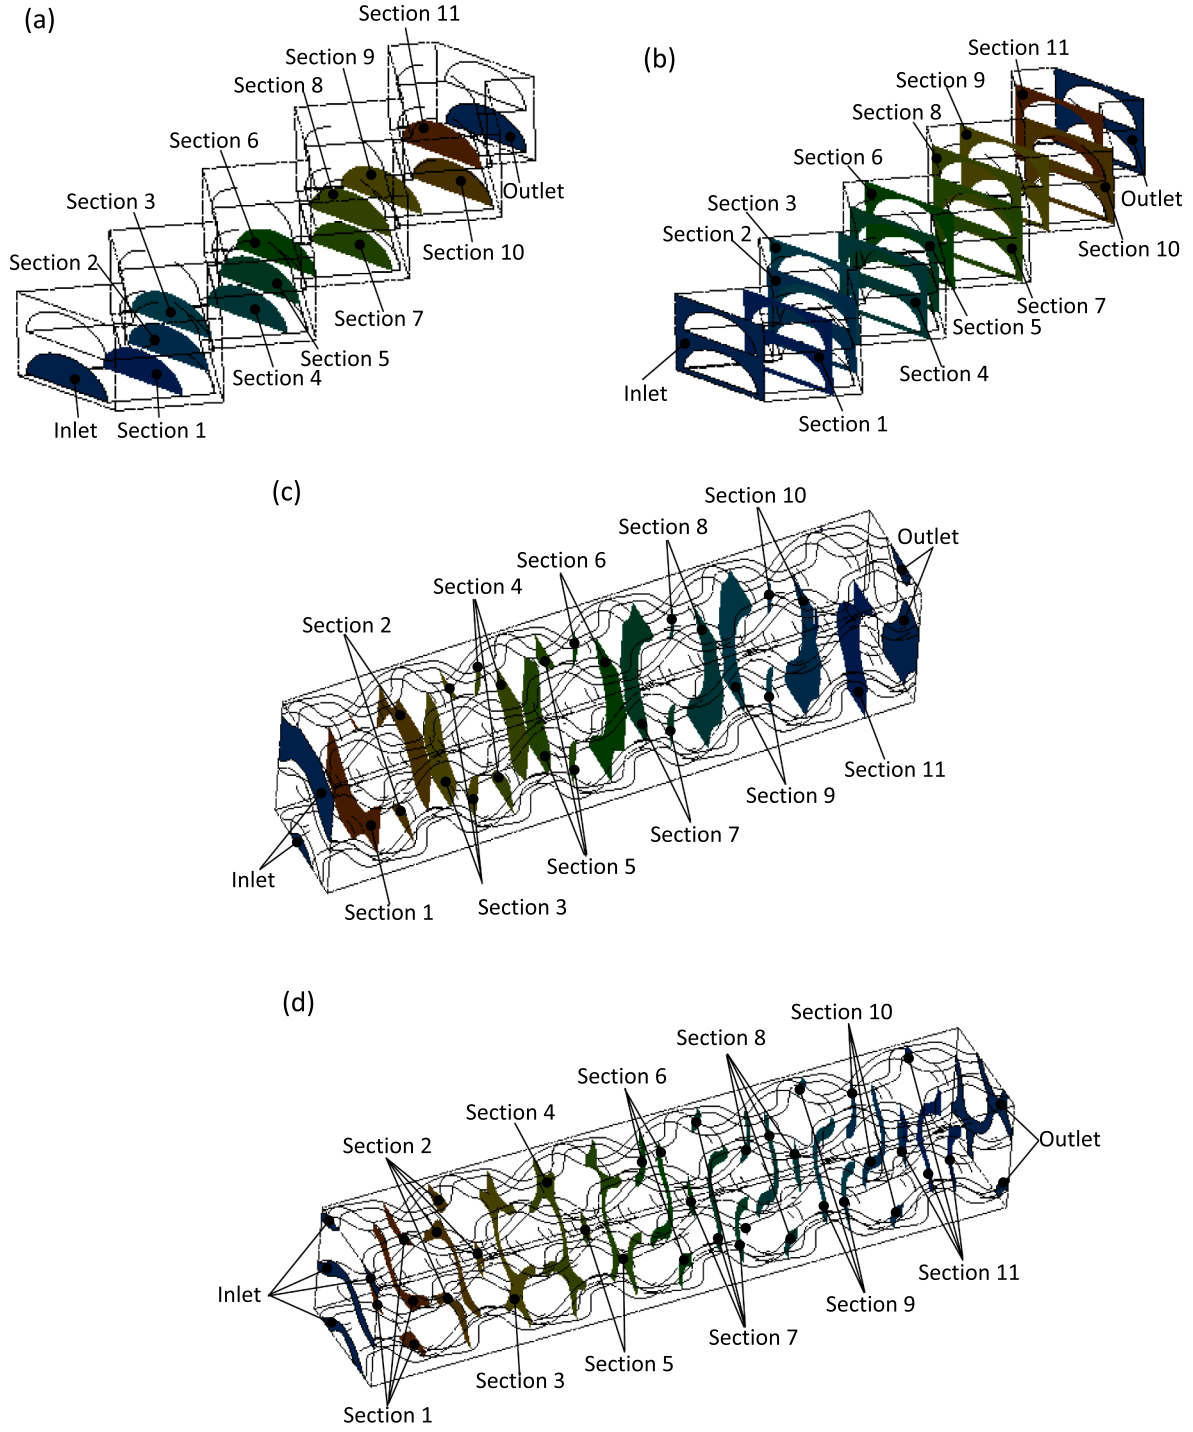 (a)
Section 11
Section 9
Section 8
Section 6
Section 3
Section 2
Outlet
Section 10
Section 7
Section 5
Section 4
Inlet
Section 1
(b)
Section 11
Section 9
Section 8
Section 6
Section 3
Section 2
Outlet
Section 10
Section 7
Section 5
Section 4
Inlet
Section 1
(c)
Section 10
Section 8
Outlet
Section 6
Section 4
Section 2
Section 11
Section 9
Section 7
Section 5
Inlet
Section 3
Section 1
(d)
Section 10
Section 8
Section 6
Section 4
Section 2
Outlet
Section 11
Inlet
Section 9
Section 7
Section 5
Section 3
Section 1